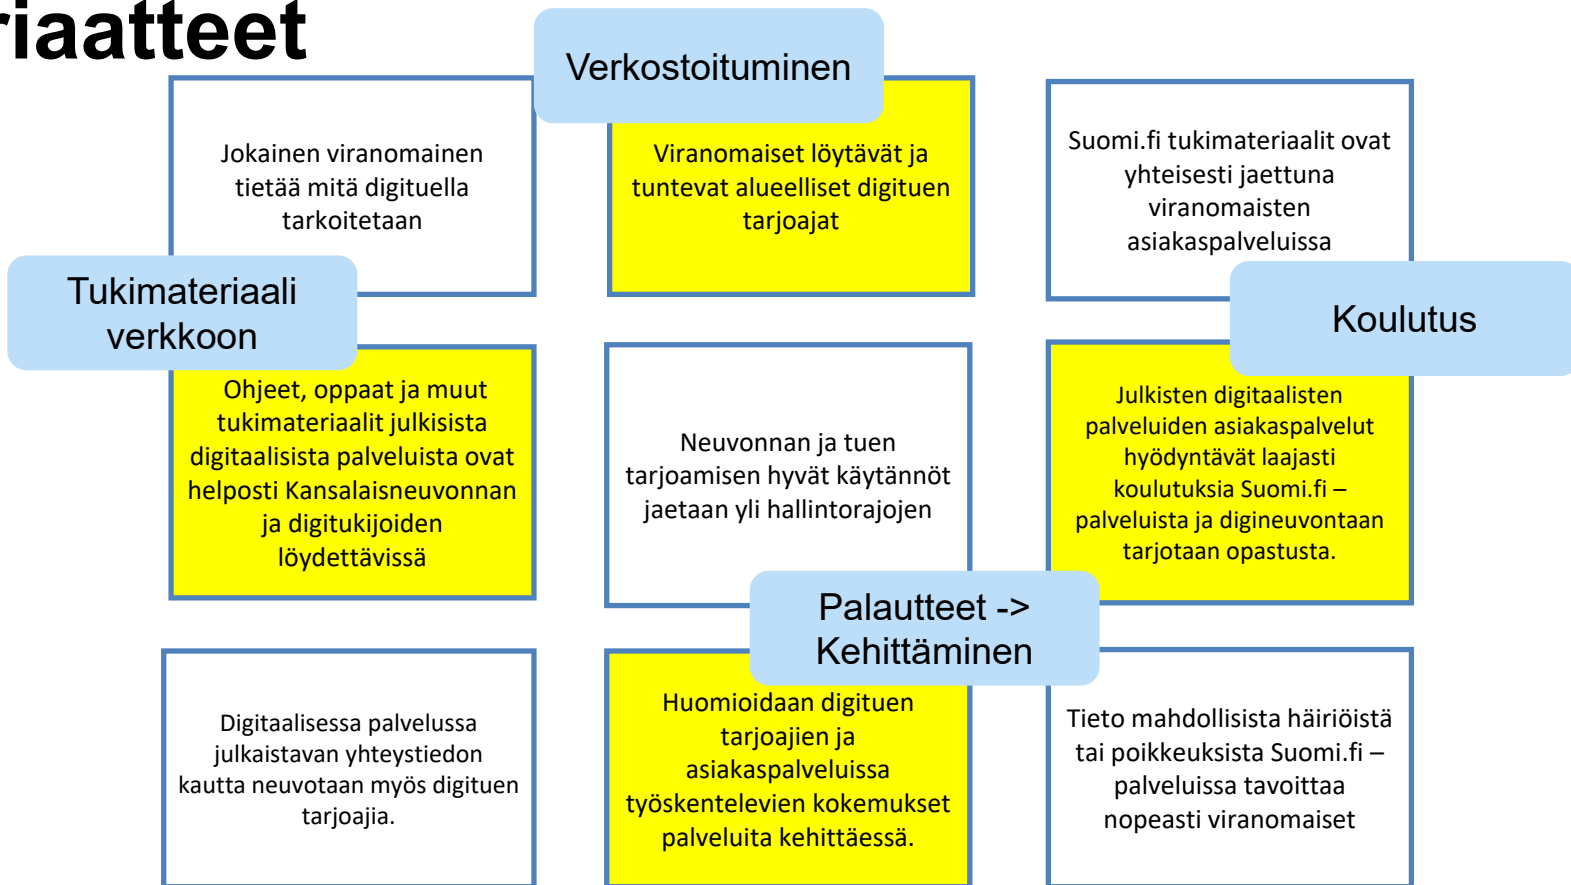 riaatteet
Verkostoituminen
Jokainen viranomainen
tietää mitä digituella
tarkoitetaan
Viranomaiset löytävät ja
tuntevat alueelliset digituen
tarjoajat
Suomi.fi tukimateriaalit ovat
yhteisesti jaettuna
viranomaisten
asiakaspalveluissa
Tukimateriaali
verkkoon
Koulutus
Ohjeet, oppaat ja muut
tukimateriaalit julkisista
digitaalisista palveluista ovat
helposti Kansalaisneuvonnan
ja digitukijoiden
löydettävissä
Neuvonnan ja tuen
tarjoamisen hyvät käytännöt
jaetaan yli hallintorajojen
Julkisten digitaalisten
palveluiden asiakaspalvelut
hyödyntävät laajasti
koulutuksia Suomi.fi –
palveluista ja digineuvontaan
tarjotaan opastusta.
Palautteet ->
Kehittäminen
Digitaalisessa palvelussa
julkaistavan yhteystiedon
kautta neuvotaan myös digituen
tarjoajia.
Huomioidaan digituen
tarjoajien ja
asiakaspalveluissa
työskentelevien kokemukset
palveluita kehittäessä.
Tieto mahdollisista häiriöistä
tai poikkeuksista Suomi.fi –
palveluissa tavoittaa
nopeasti viranomaiset